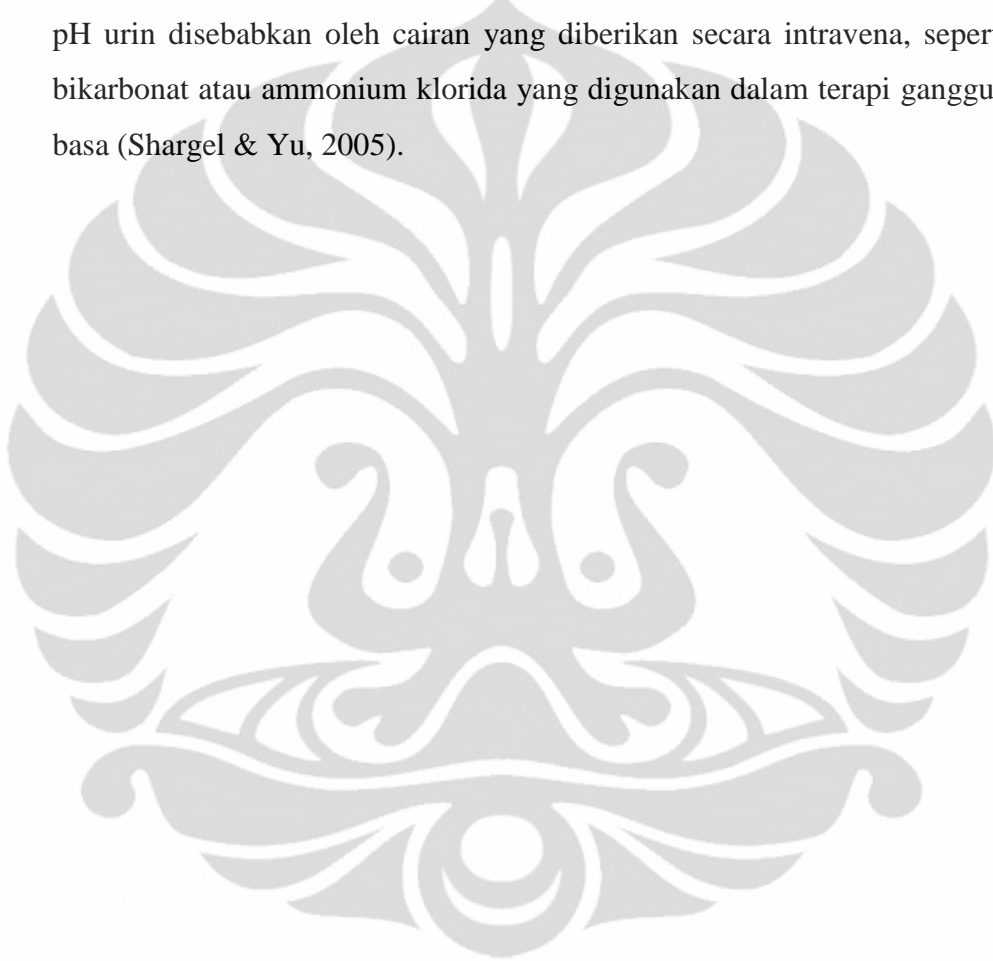 pH urin disebabkan oleh cairan yang diberikan secara intravena, seper
bikarbonat atau ammonium klorida yang digunakan dalam terapi ganggu
basa (Shargel & Yu, 2005).